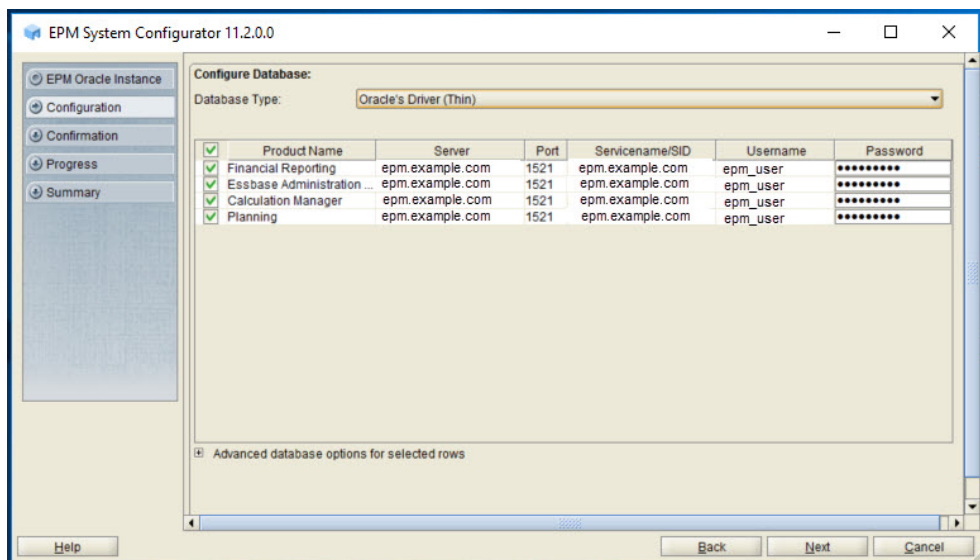 EPM System Configurator 11.2.0.0
EPM Oracle Instance
Configuration
Confirmation
Progress
Summary
Configure Database:
Database Type: Oracle's Driver (Thin)
Product Name Server Port Servicename/SID Username Password
Financial Reporting epm.example.com 1521 epm.example.com epm_user •••••••••
Essbase Administration ... epm.example.com 1521 epm.example.com epm_user •••••••••
Calculation Manager epm.example.com 1521 epm.example.com epm_user •••••••••
Planning epm.example.com 1521 epm.example.com epm_user •••••••••
Advanced database options for selected rows
Help Back Next Cancel